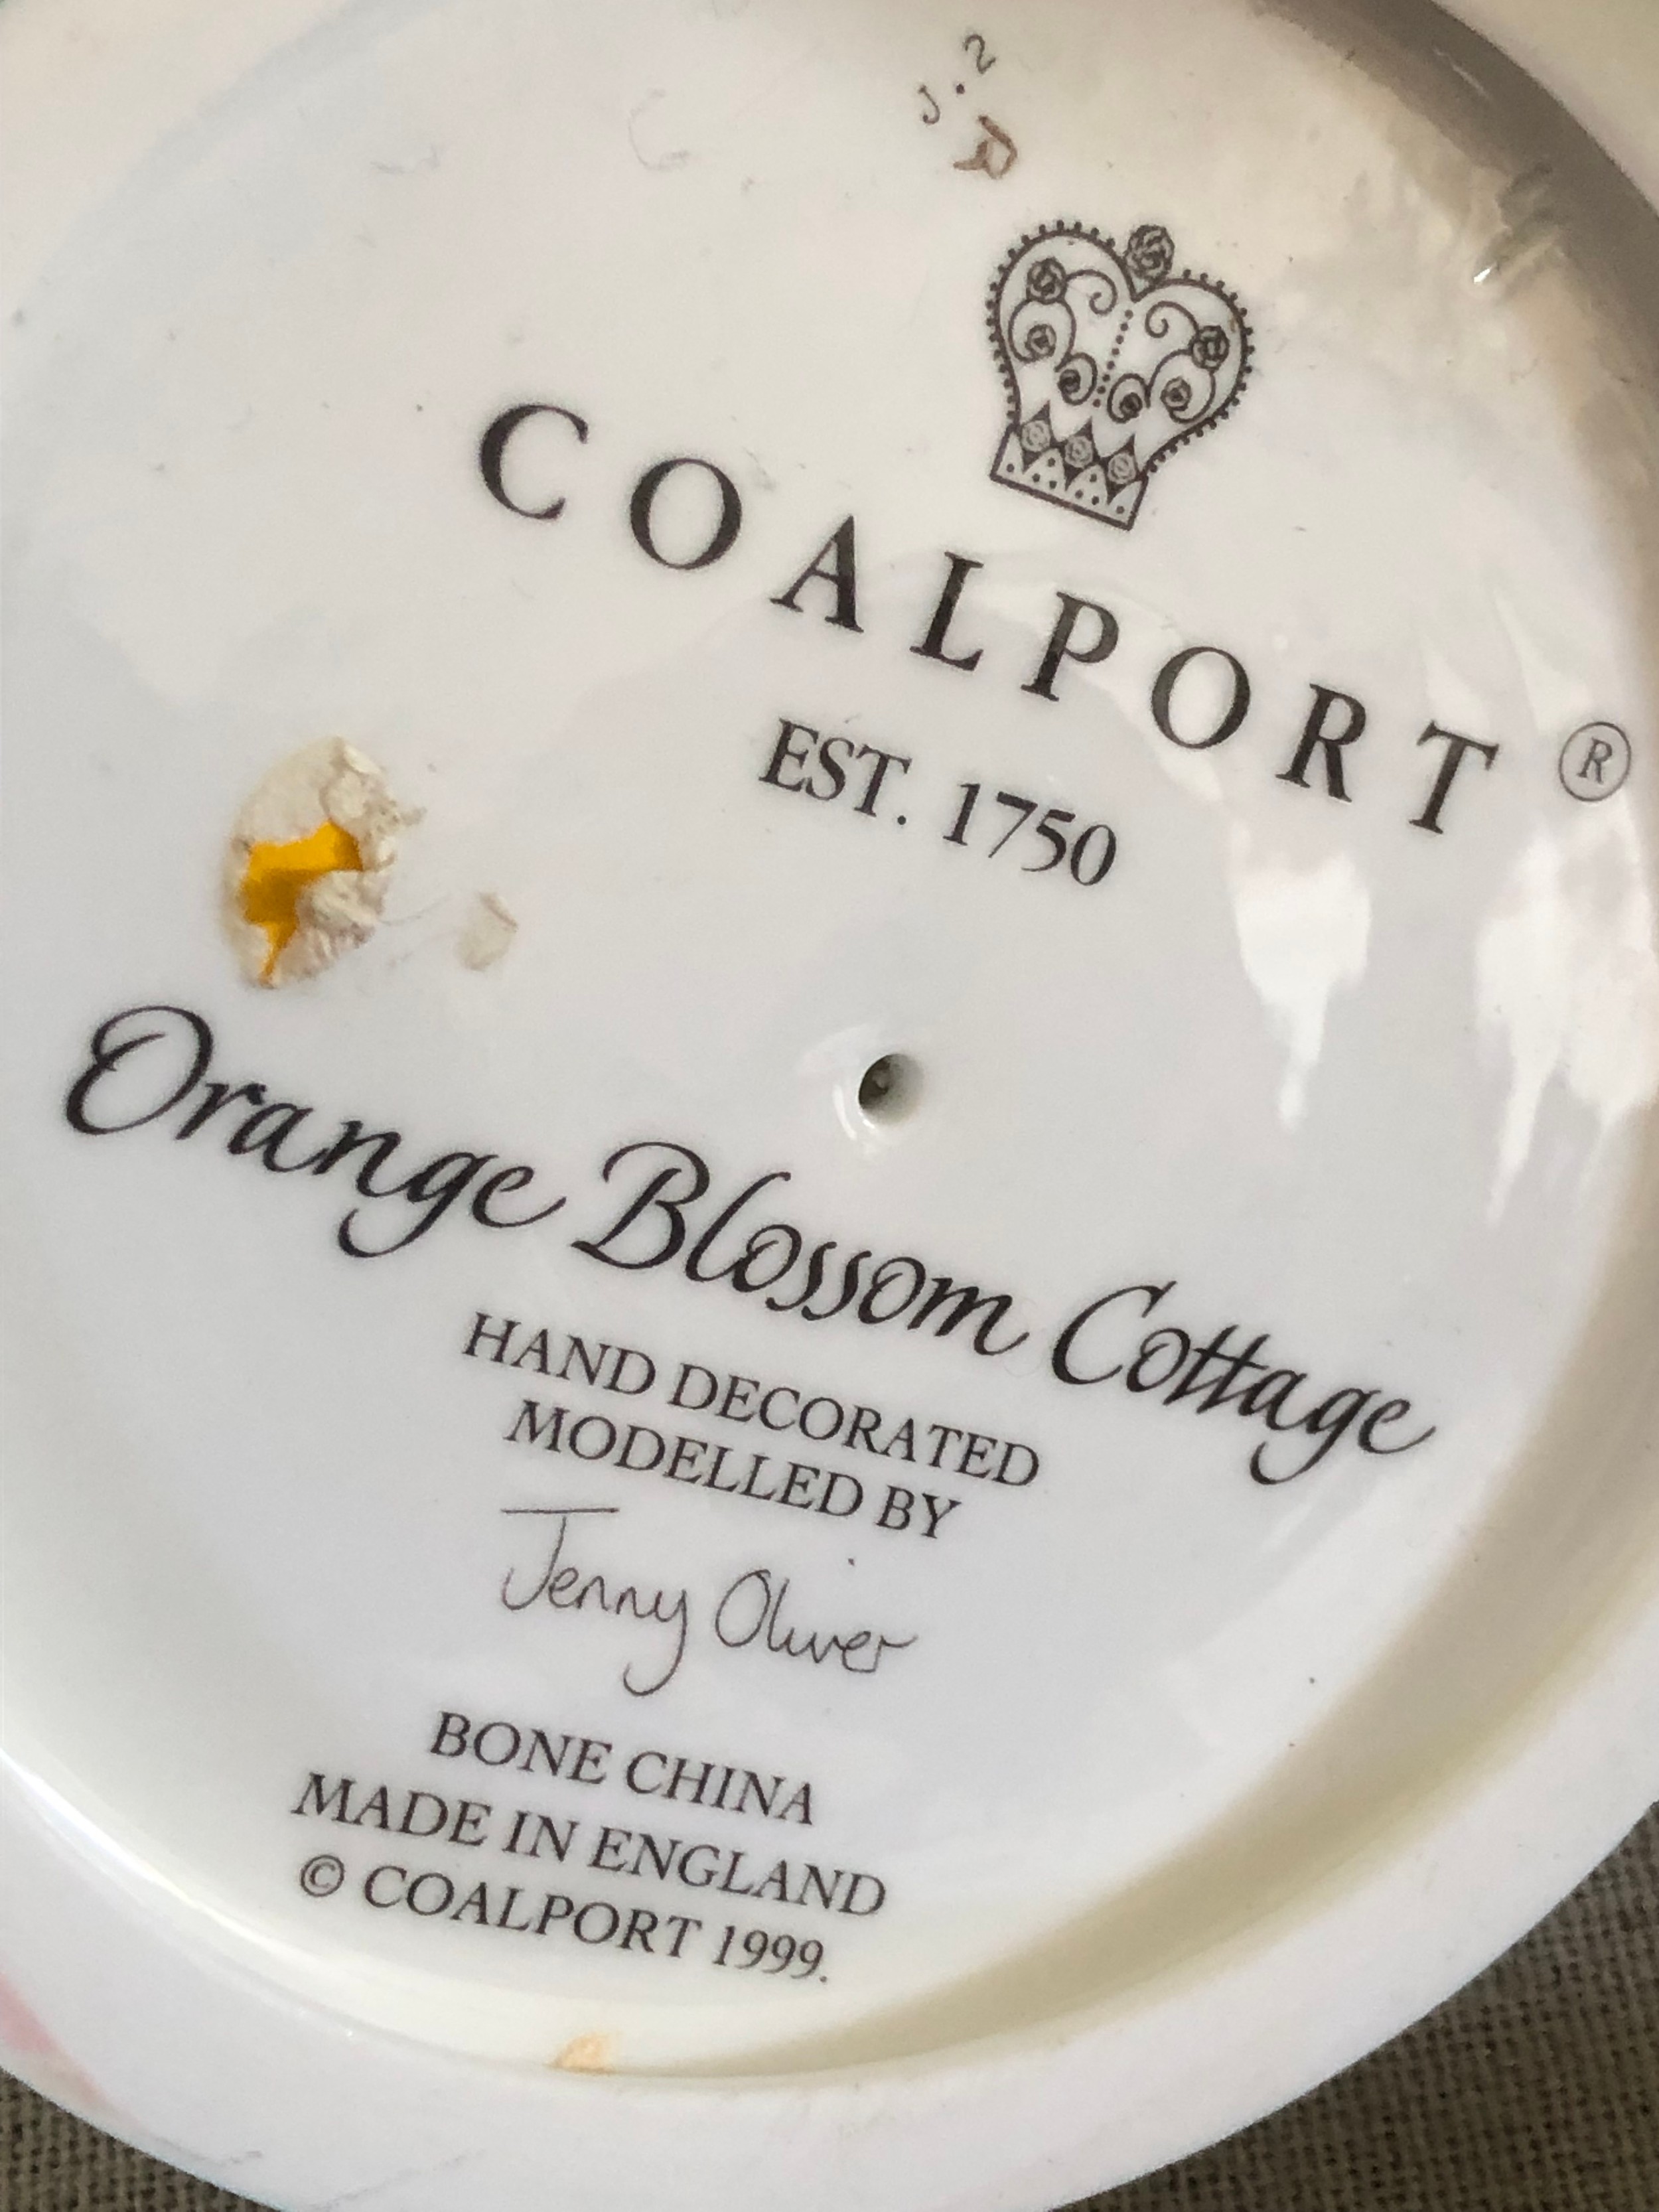 J.2
COALPORT®
EST. 1750
Orange Blossom Cottage
HAND DECORATED
MODELLED BY
Jenny Oliver
BONE CHINA
MADE IN ENGLAND
© COALPORT 1999.